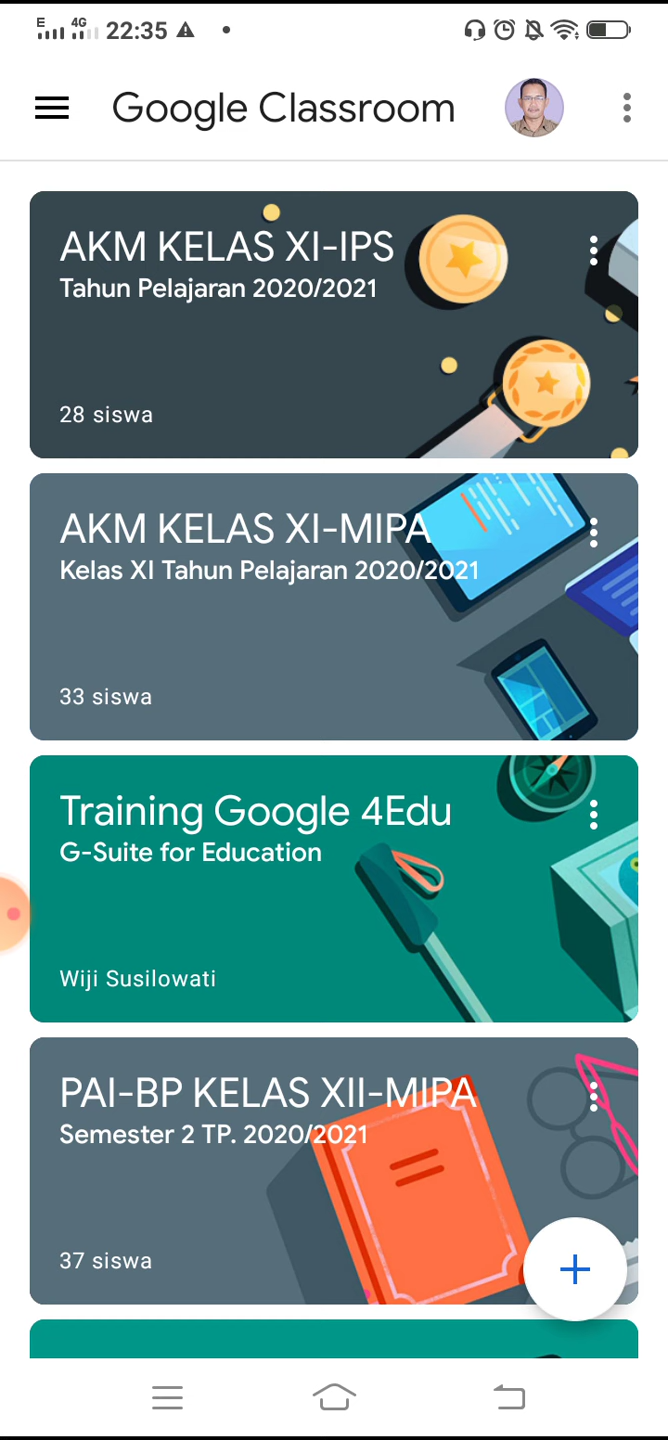 E 4G 22:35
Google Classroom
AKM KELAS XI-IPS
Tahun Pelajaran 2020/2021
28 siswa
AKM KELAS XI-MIPA
Kelas XI Tahun Pelajaran 2020/2021
33 siswa
Training Google 4Edu
G-Suite for Education
Wiji Susilowati
PAI-BP KELAS XII-MIPA
Semester 2 TP. 2020/2021
37 siswa